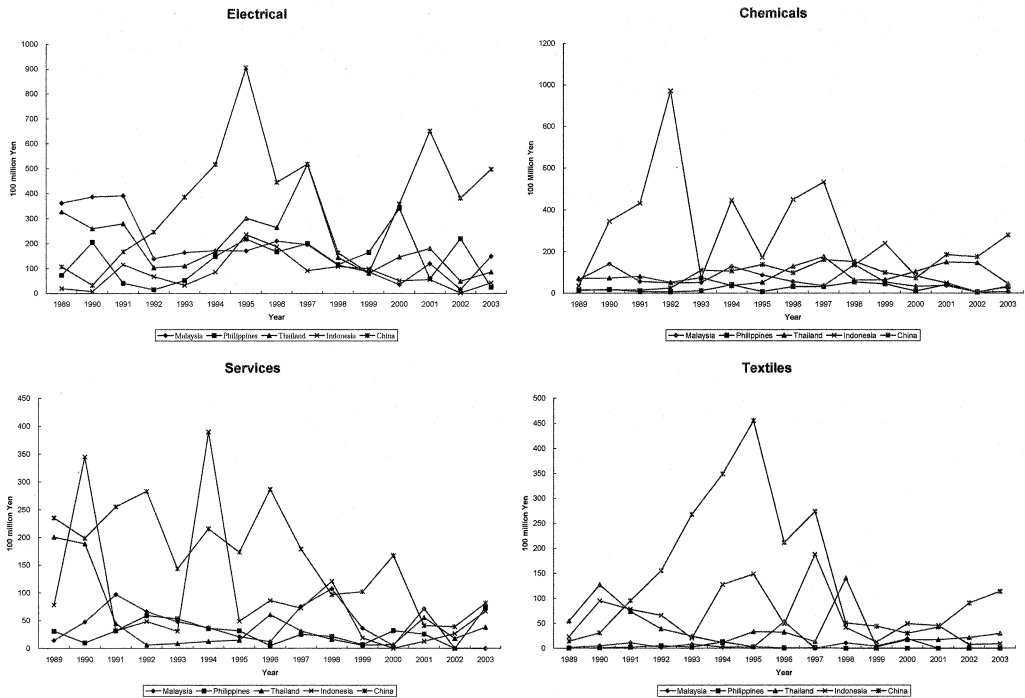 Electrical
1000
900
800
700
600
500
400
300
200
100
0
100 million Yen
1989 1990 1991 1992 1993 1994 1995 1996 1997 1998 1999 2000 2001 2002 2003
Year
Malaysia Philippines Thailand Indonesia China
Chemicals
1200
1000
800
600
400
200
0
100 Million Yen
1989 1990 1991 1992 1993 1994 1995 1996 1997 1998 1999 2000 2001 2002 2003
Year
Malaysia Philippines Thailand Indonesia China
Services
450
400
350
300
250
200
150
100
50
0
100 million Yen
1989 1990 1991 1992 1993 1994 1995 1996 1997 1998 1999 2000 2001 2002 2003
Year
Malaysia Philippines Thailand Indonesia China
Textiles
500
450
400
350
300
250
200
150
100
50
0
100 million Yen
1989 1990 1991 1992 1993 1994 1995 1996 1997 1998 1999 2000 2001 2002 2003
Year
Malaysia Philippines Thailand Indonesia China